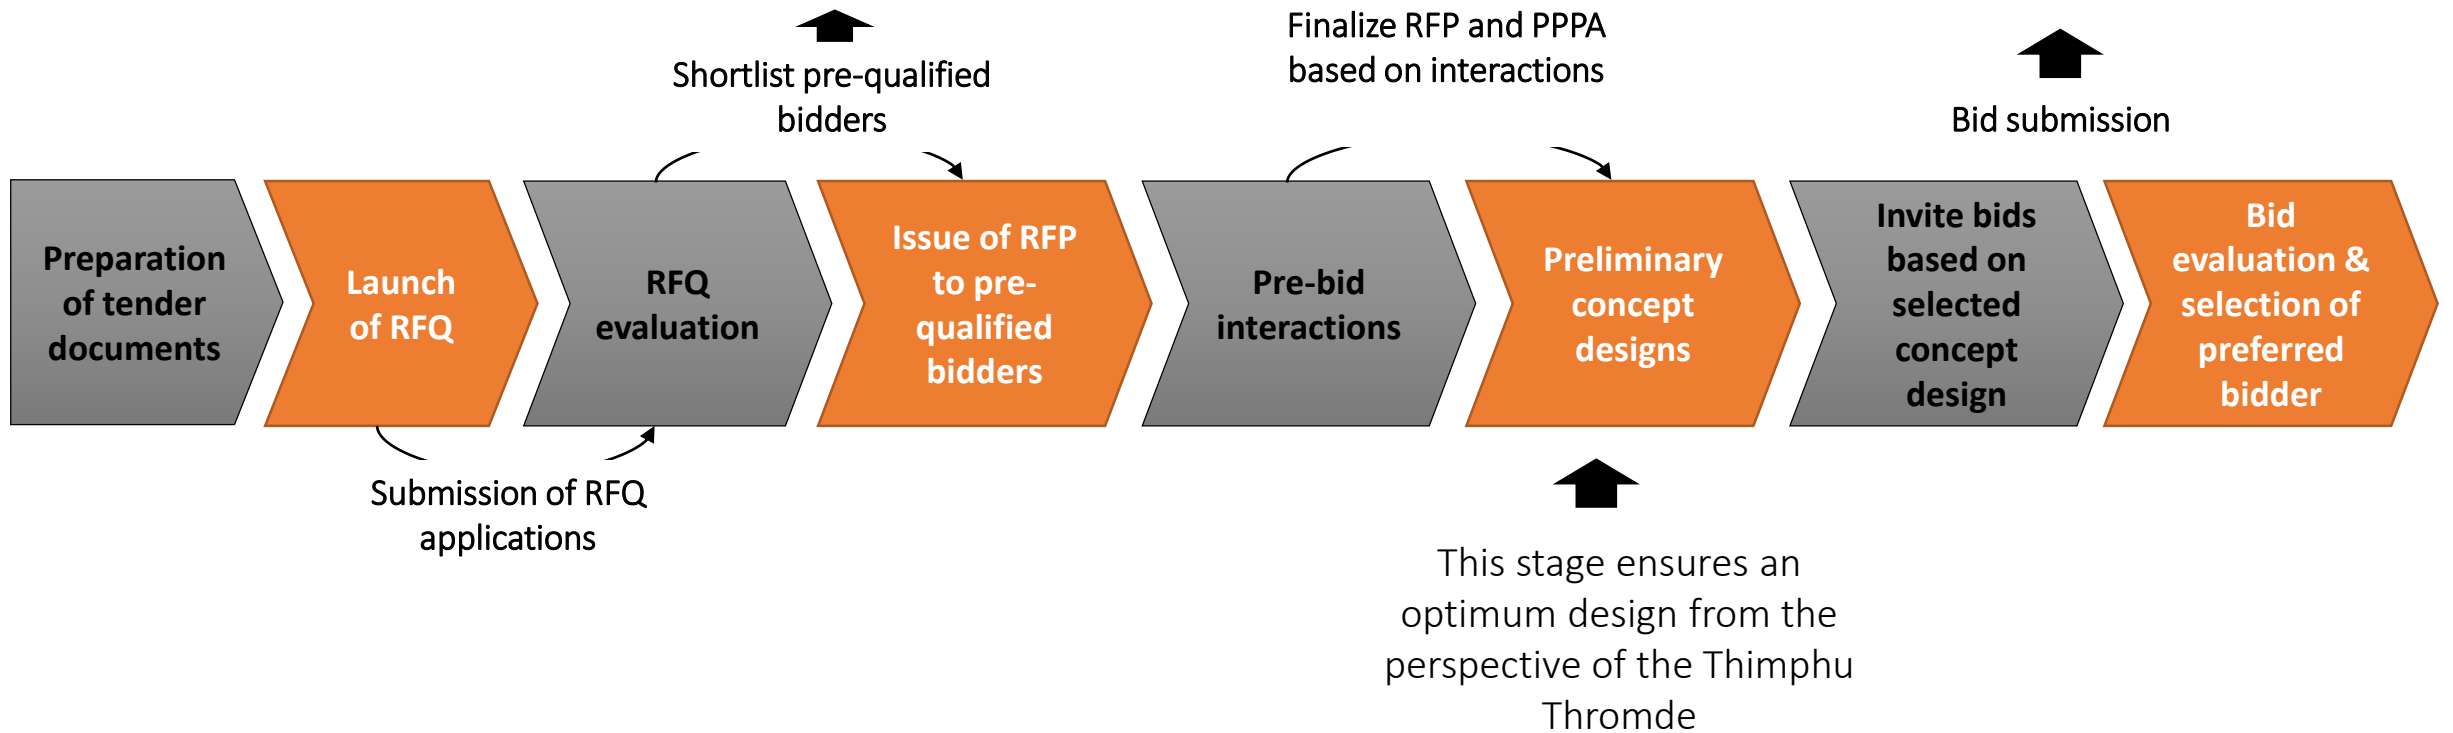 Shortlist pre-qualified
bidders
Finalize RFP and PPPA
based on interactions
Bid submission
Preparation
of tender
documents
Launch
of RFQ
RFQ
evaluation
Issue of RFP
to pre-
qualified
bidders
Pre-bid
interactions
Preliminary
concept
designs
Invite bids
based on
selected
concept
design
Bid
evaluation &
selection of
preferred
bidder
Submission of RFQ
applications
This stage ensures an
optimum design from the
perspective of the Thimphu
Thromde